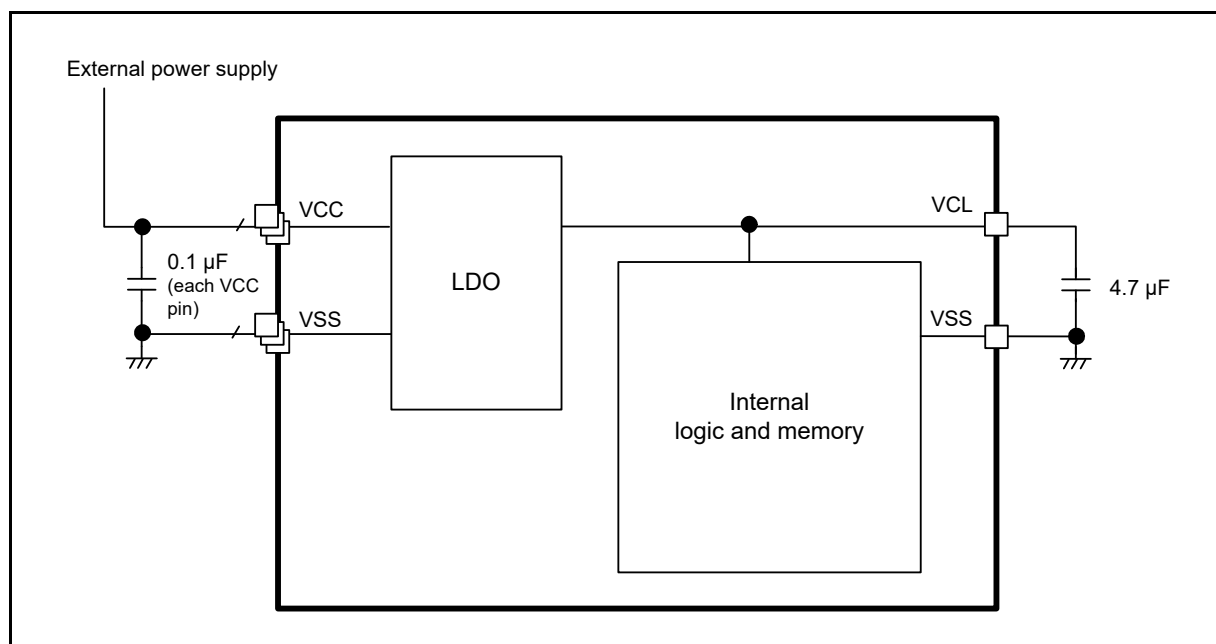 External power supply
VCC
VCL
0.1 µF
(each VCC
pin)
LDO
4.7 µF
VSS
VSS
Internal
logic and memory